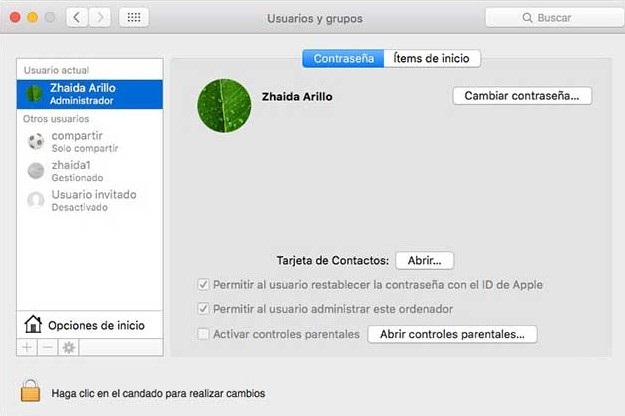 Usuarios y grupos
Buscar
Contraseña
Ítems de inicio
Usuario actual
Zhaida Arillo
Administrador
Otros usuarios
compartir
Solo compartir
zhaida1
Gestionado
Usuario invitado
Desactivado
Opciones de inicio
Zhaida Arillo
Cambiar contraseña...
Tarjeta de Contactos:
Abrir...
Permitir al usuario restablecer la contraseña con el ID de Apple
Permitir al usuario administrar este ordenador
Activar controles parentales
Abrir controles parentales...
Haga clic en el candado para realizar cambios